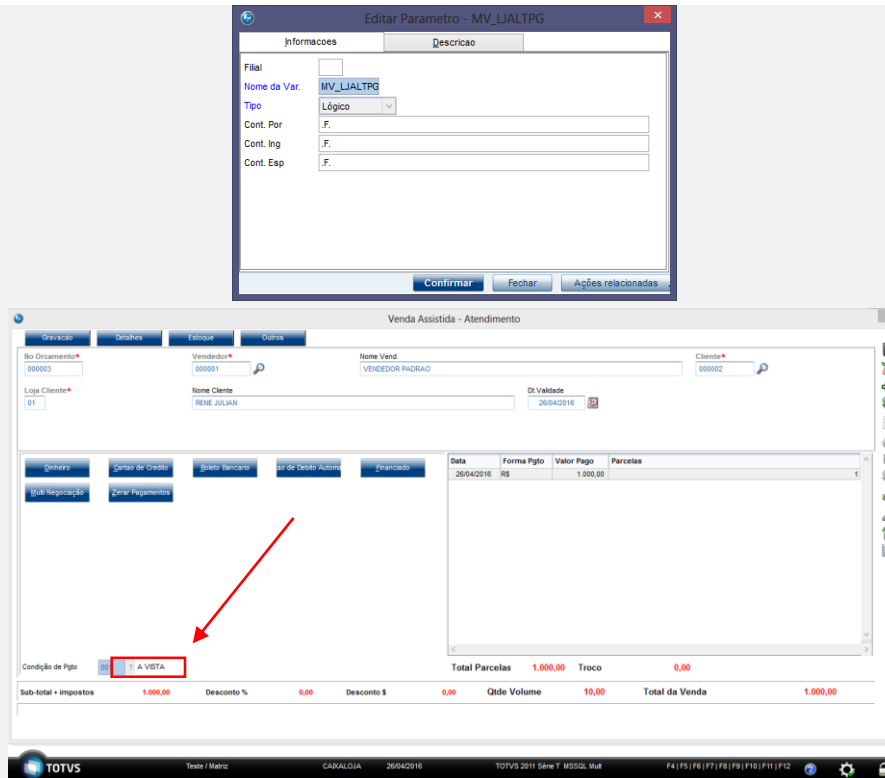 Editar Parametro - MV_LJALTPG
Informacoes Descricao
Filial
Nome da Var. MV_LJALTPG
Tipo Lógico
Cont. Por .F.
Cont. Ing .F.
Cont. Esp .F.
Confirmar Fechar Ações relacionadas
Venda Assistida - Atendimento
Gravacão Detalhes Estoque Outros
No Orcamento* Vendedor* Nome Vend. Cliente*
000003 000001 VENDEDOR PADRAO 000002
Loja Cliente* Nome Cliente Dt.Validade
01 RENE JULIAN 26/04/2016
Dinheiro Cartao de Credito Boleto Bancario ao de Debito Automa Financiado
Multi Negociação Zerar Pagamentos
Data Forma Pgto Valor Pago Parcelas
26/04/2016 R$ 1.000,00 1
Condição de Pgto 001 ? A VISTA
Total Parcelas 1.000,00 Troco 0,00
Sub-total + impostos 1.000,00 Desconto % 0,00 Desconto $ 0,00 Qtde Volume 10,00 Total da Venda 1.000,00
TOTVS Teste / Matriz CAIXALOJA 26/04/2016 TOTVS 2011 Série T MSSQL Mult F4 | F5 | F6 | F7 | F8 | F9 | F10 | F11 | F12